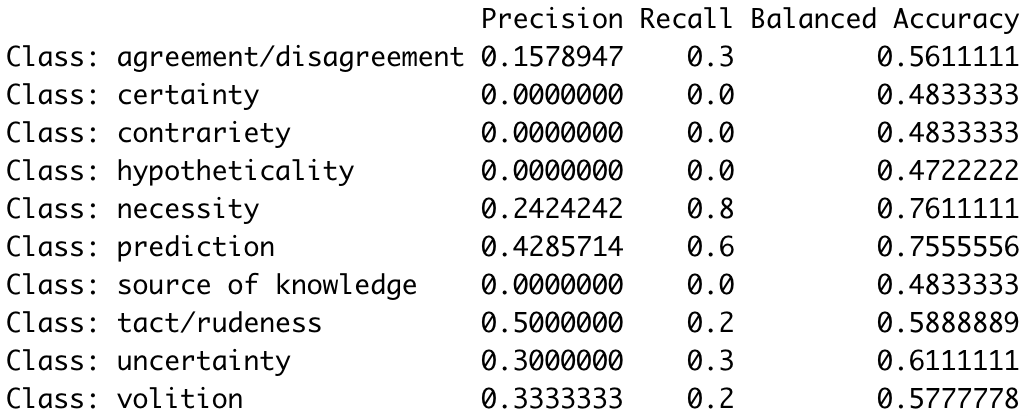 Precision Recall Balanced Accuracy
Class: agreement/disagreement 0.1578947 0.3 0.5611111
Class: certainty 0.0000000 0.0 0.4833333
Class: contrariety 0.0000000 0.0 0.4833333
Class: hypotheticality 0.0000000 0.0 0.4722222
Class: necessity 0.2424242 0.8 0.7611111
Class: prediction 0.4285714 0.6 0.7555556
Class: source of knowledge 0.0000000 0.0 0.4833333
Class: tact/rudeness 0.5000000 0.2 0.5888889
Class: uncertainty 0.3000000 0.3 0.6111111
Class: volition 0.3333333 0.2 0.5777778